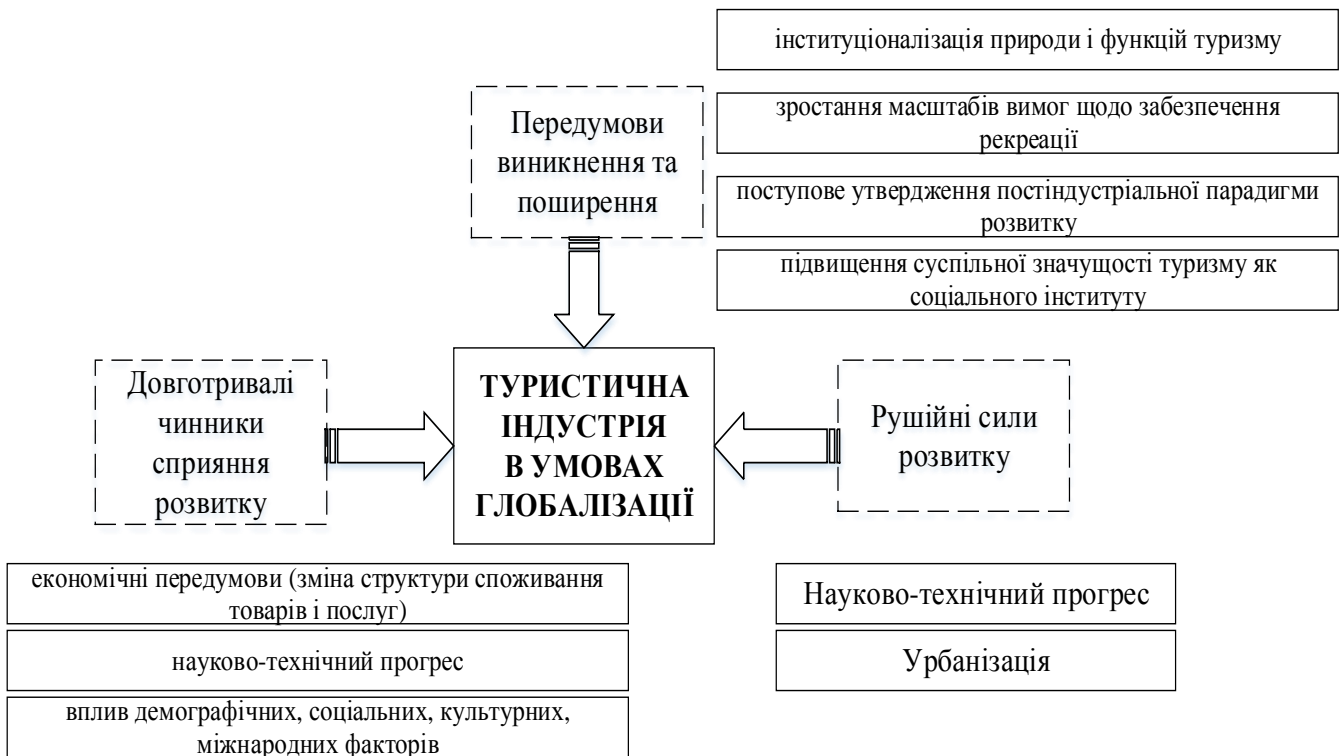 інституціоналізація природи і функцій туризму
зростання масштабів вимог щодо забезпечення
рекреації
поступове утвердження постіндустріальної парадигми
розвитку
підвищення суспільної значущості туризму як
соціального інституту
Передумови
виникнення та
поширення
Довготривалі
чинники
сприяння
розвитку
ТУРИСТИЧНА
ІНДУСТРІЯ
В УМОВАХ
ГЛОБАЛІЗАЦІЇ
Рушійні сили
розвитку
економічні передумови (зміна структури споживання
товарів і послуг)
науково-технічний прогрес
вплив демографічних, соціальних, культурних,
міжнародних факторів
Науково-технічний прогрес
Урбанізація